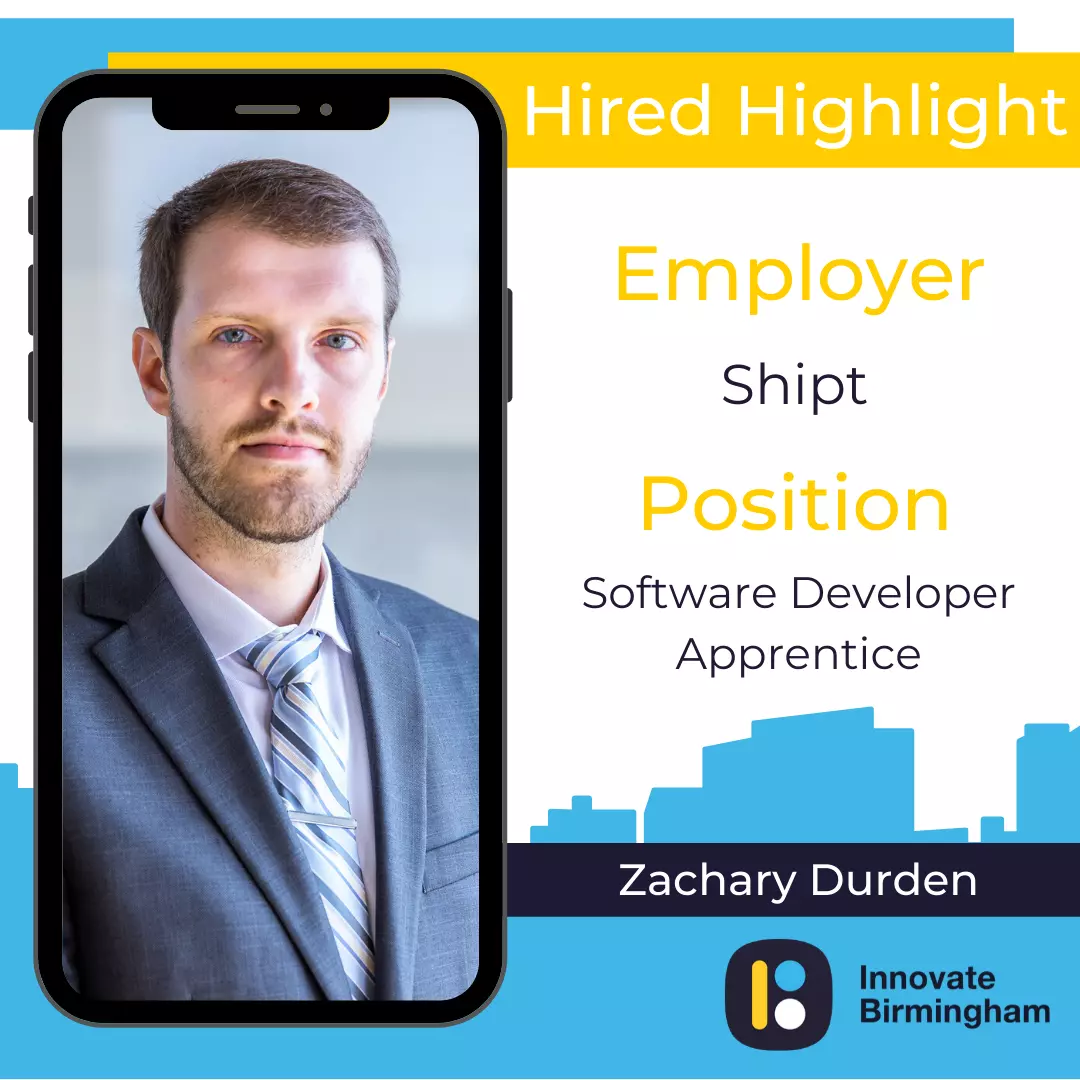 Hired Highlight
Employer
Shipt
Position
Software Developer
Apprentice
Zachary Durden
Innovate
Birmingham